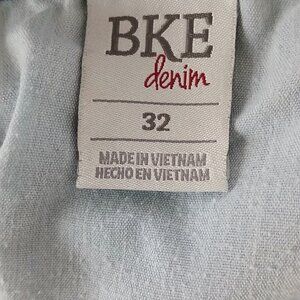 BKE
denim
32
MADE IN VIETNAM
HECHO EN VIETNAM